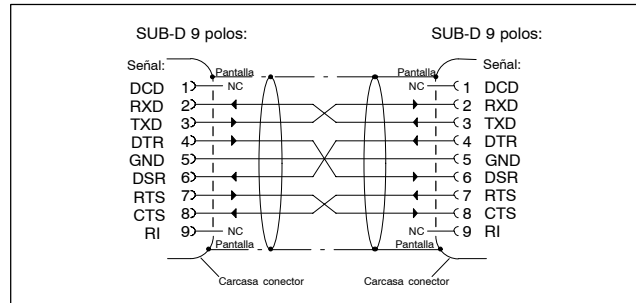 SUB-D 9 polos: SUB-D 9 polos:
Señal: Pantalla Pantalla Señal:
DCD 1 NC NC 1 DCD
RXD 2 2 RXD
TXD 3 3 TXD
DTR 4 4 DTR
GND 5 5 GND
DSR 6 6 DSR
RTS 7 7 RTS
CTS 8 8 CTS
RI 9 NC NC 9 RI
Pantalla Pantalla
Carcasa conector Carcasa conector